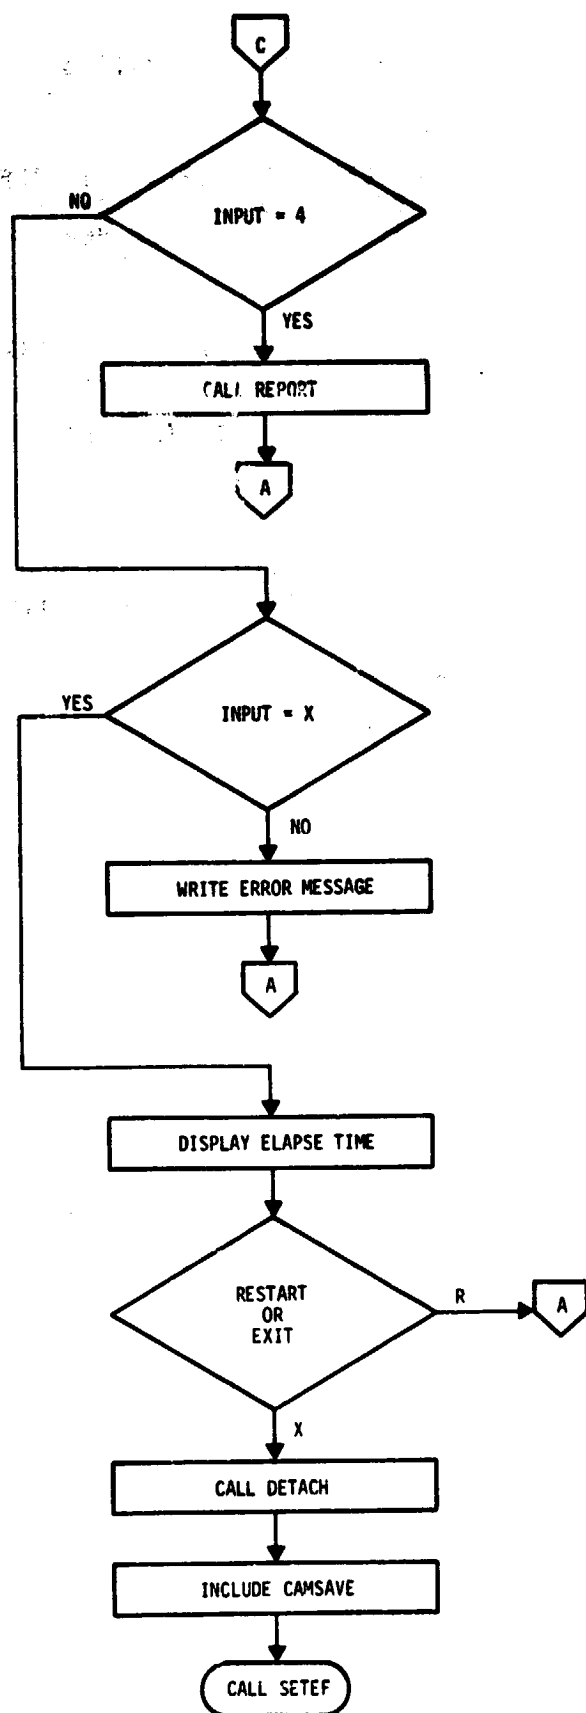 C
INPUT = 4
NO
YES
CALL REPORT
A
INPUT = X
YES
NO
WRITE ERROR MESSAGE
A
DISPLAY ELAPSE TIME
RESTART
OR
EXIT
R
A
X
CALL DETACH
INCLUDE CAMSAVE
CALL SETEF